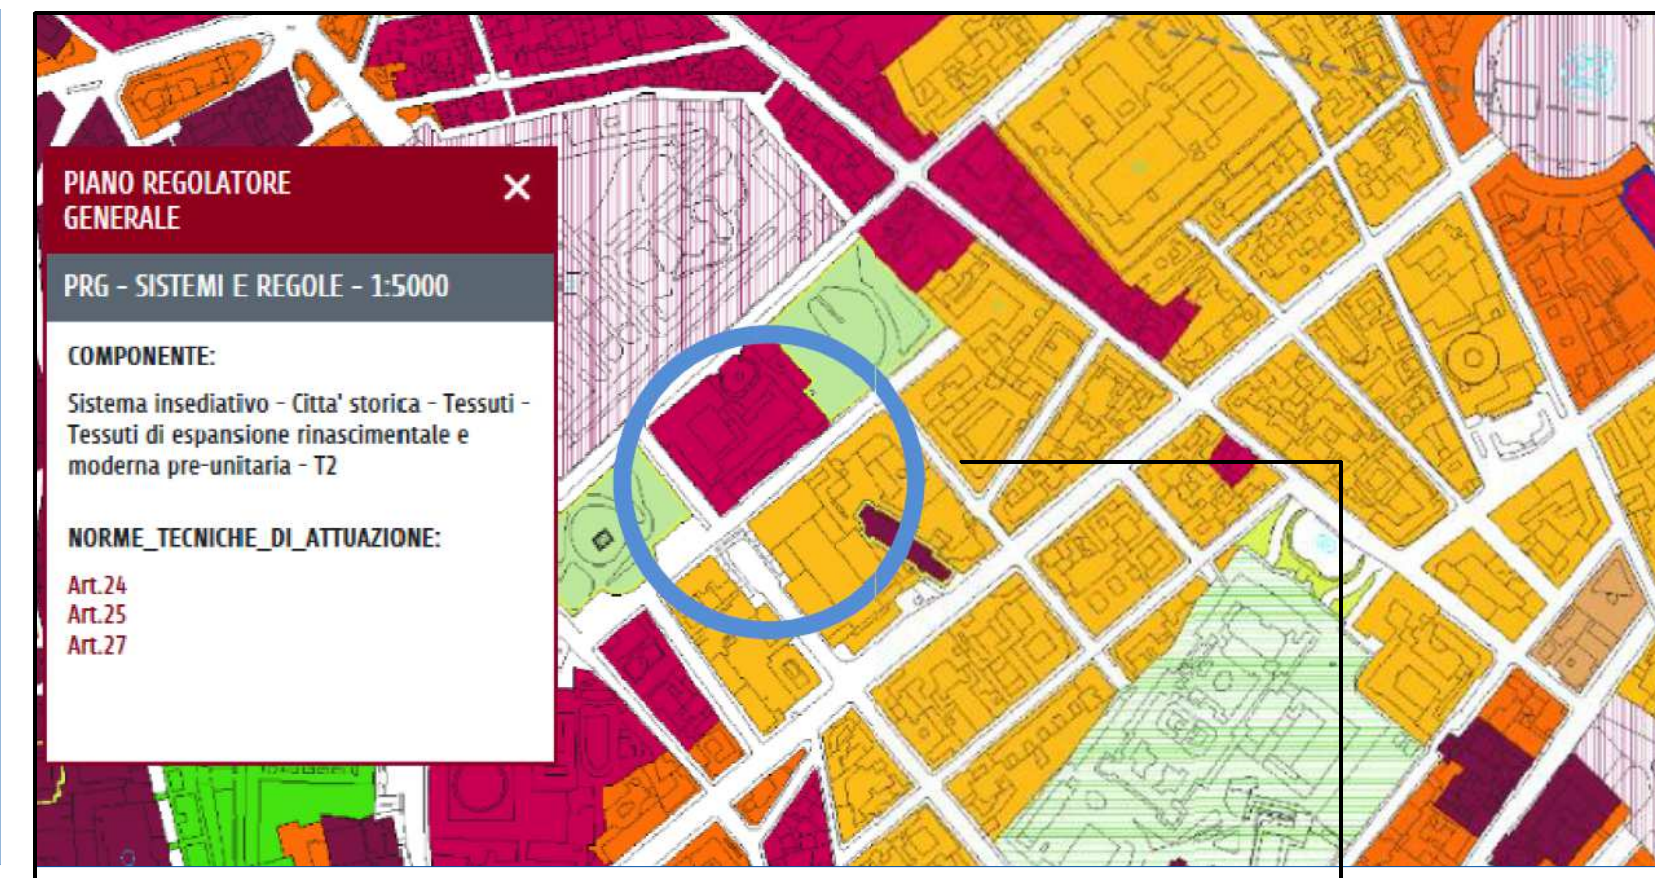 PIANO REGOLATORE
GENERALE
PRG - SISTEMI E REGOLE - 1:5000
COMPONENTE:
Sistema insediativo - Citta' storica - Tessuti -
Tessuti di espansione rinascimentale e
moderna pre-unitaria - T2
NORME_TECNICHE_DI_ATTUAZIONE:
Art.24
Art.25
Art.27